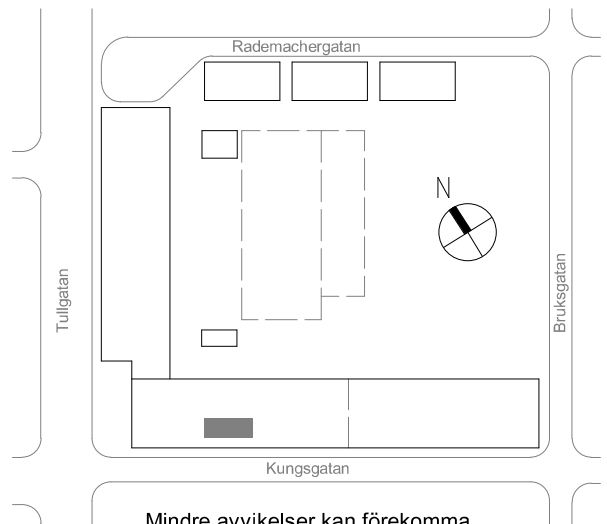 Rademachergatan
N
Tullgatan
Bruksgatan
Kungsgatan
Mindre avvikelser kan förekomma